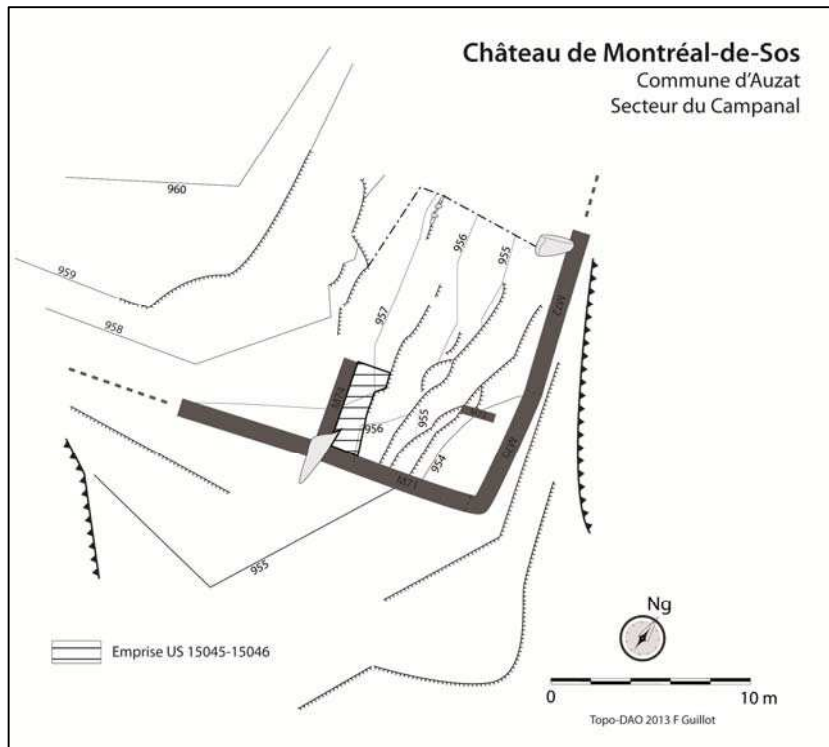 Château de Montréal-de-Sos
Commune d'Auzat
Secteur du Campanal
960
959
958
957
956
955
M72
M74
956
955
954
M71
955
Ng
Emprise US 15045-15046
0
10 m
Topo-DAO 2013 F Guillot